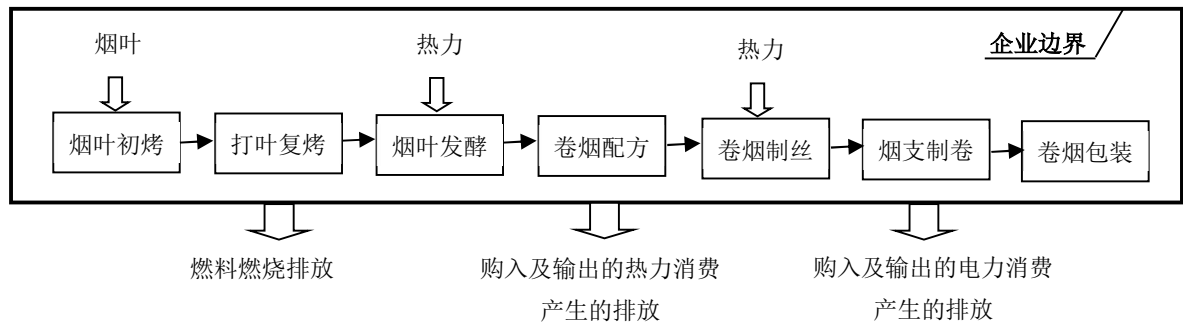 烟叶
热力
热力
企业边界
烟叶初烤
打叶复烤
烟叶发酵
卷烟配方
卷烟制丝
烟支制卷
卷烟包装
燃料燃烧排放
购入及输出的热力消费
产生的排放
购入及输出的电力消费
产生的排放